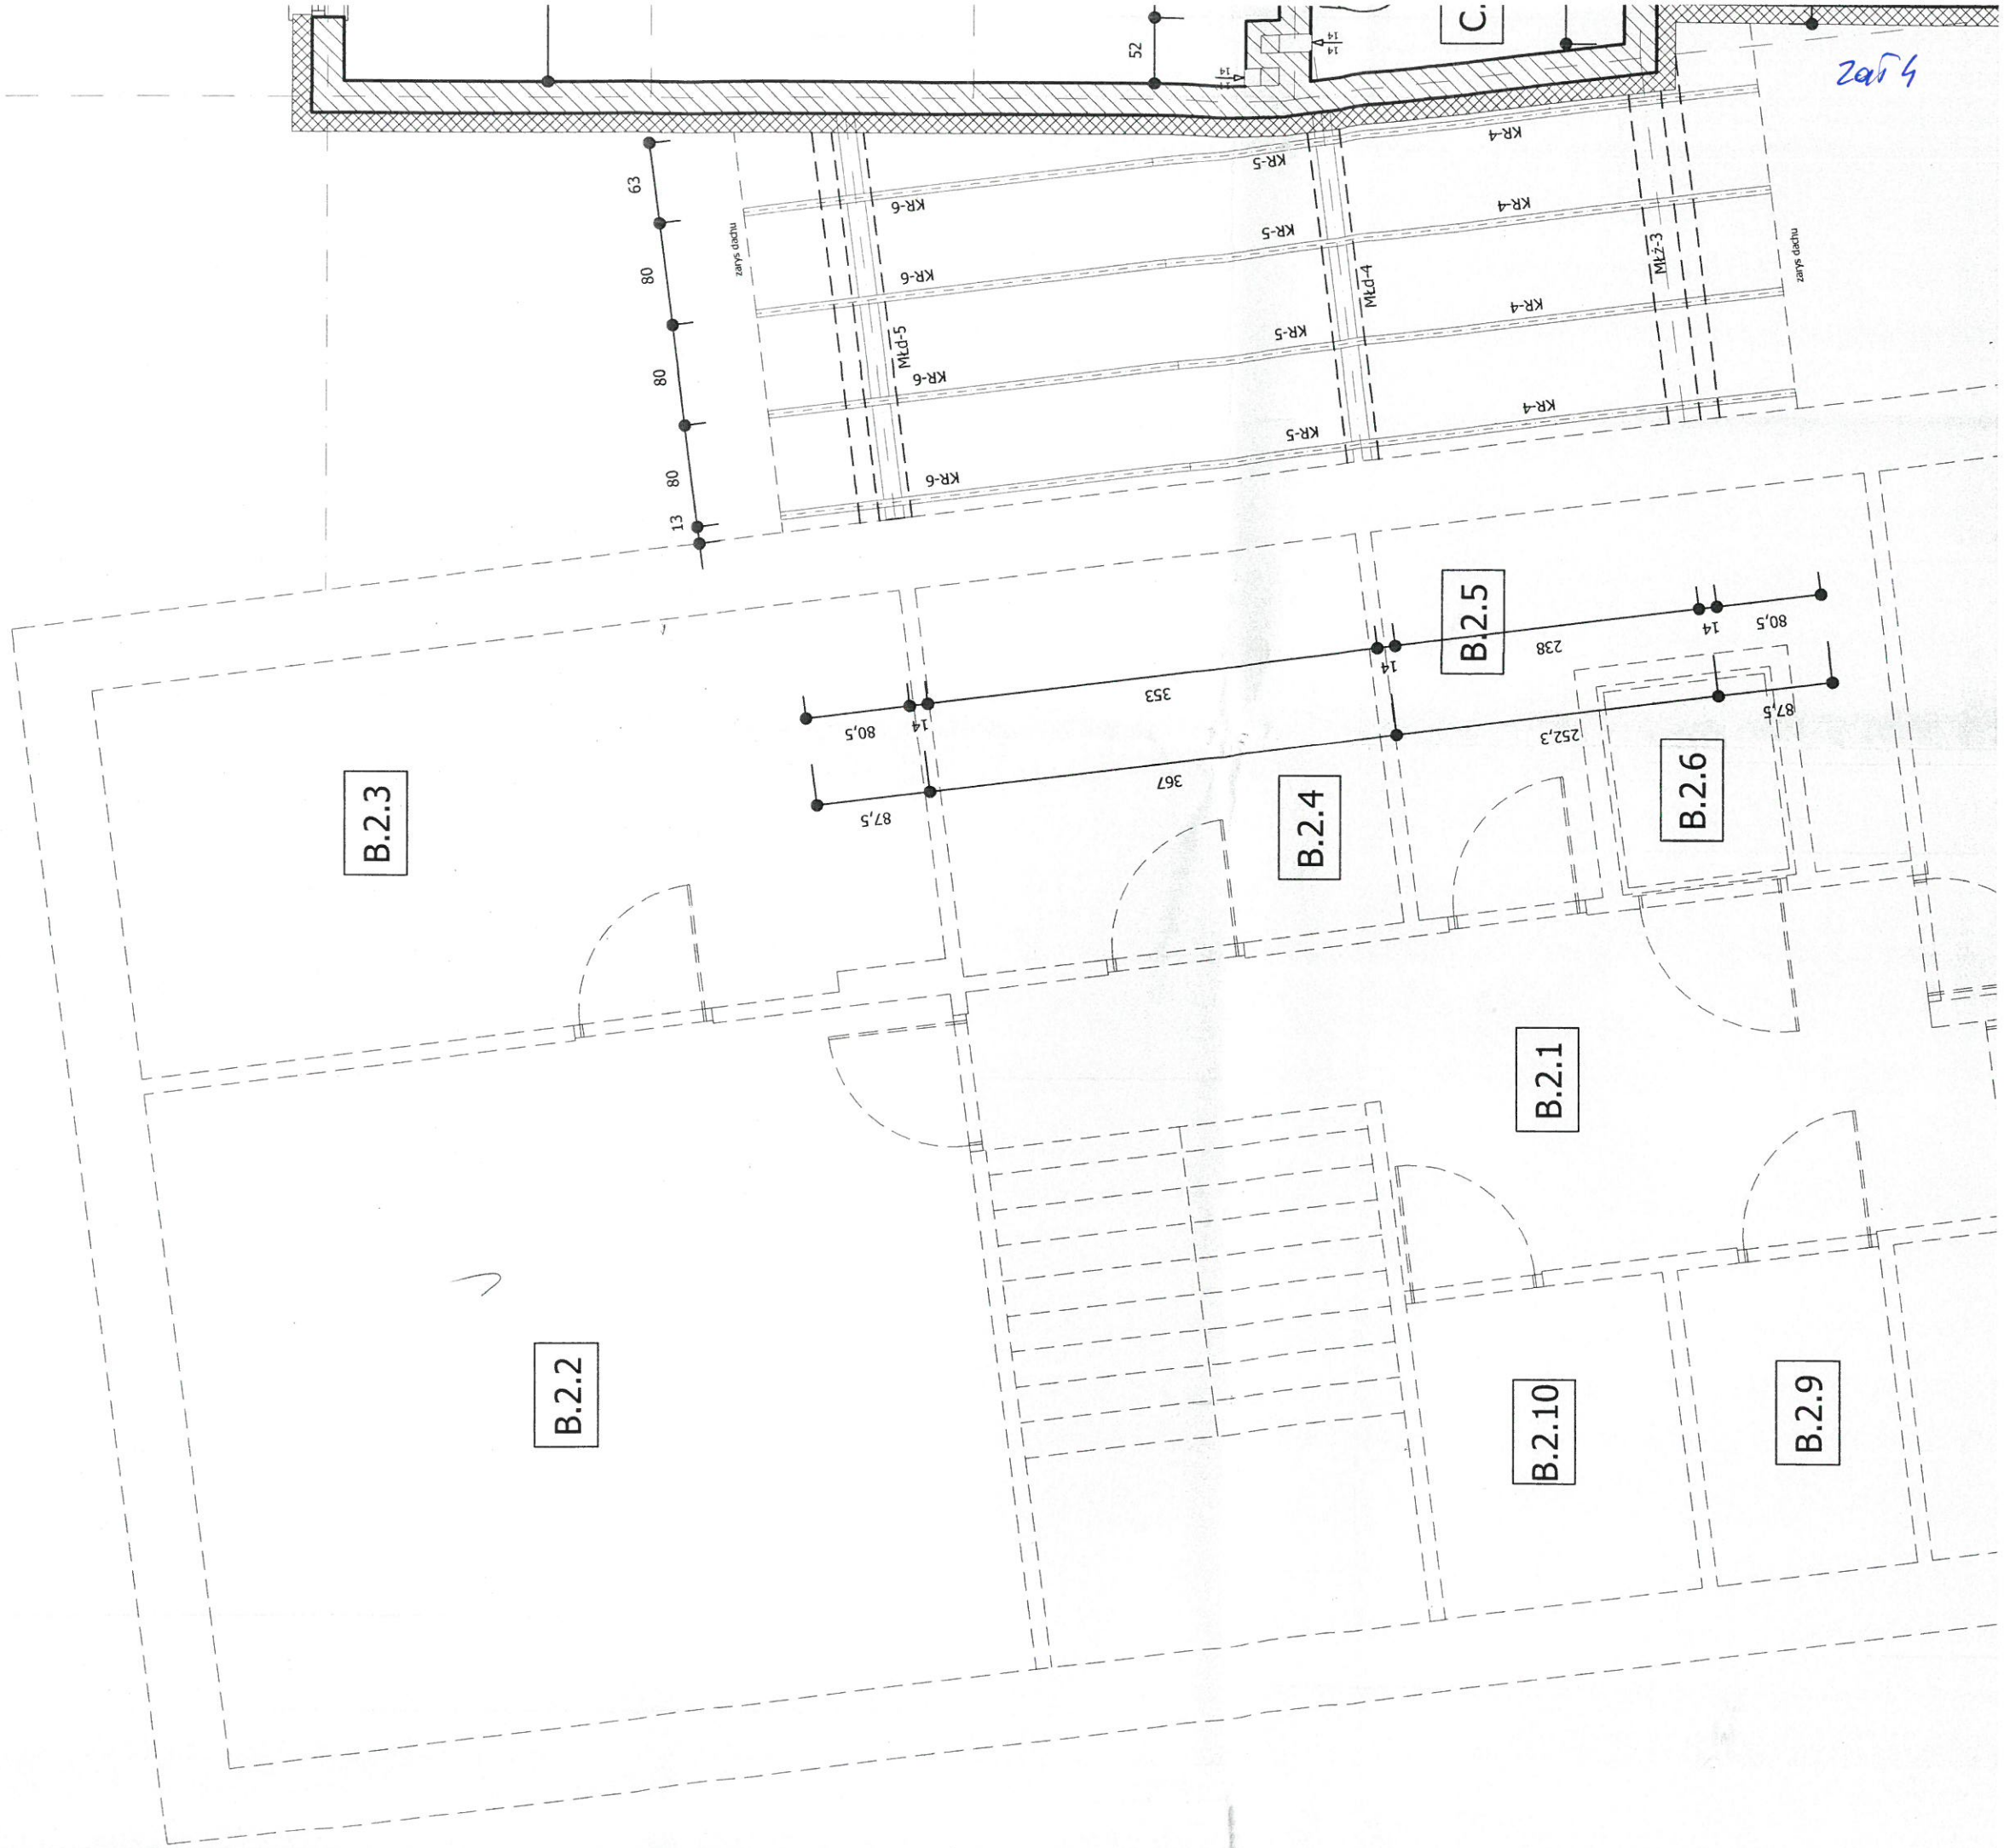 52
14
14
14
zał 4
63
80
80
80
13
zarys dachu
KR-6
KR-5
KR-4
KR-6
KR-5
KR-4
KR-6
KR-5
KR-4
KR-6
KR-5
KR-4
MŁd-5
MŁd-4
MŁż-3
zarys dachu
80,5
14
353
14
238
14
80,5
87,5
367
252,3
87,5
B.2.3
B.2.4
B.2.5
B.2.6
B.2.1
B.2.2
B.2.10
B.2.9